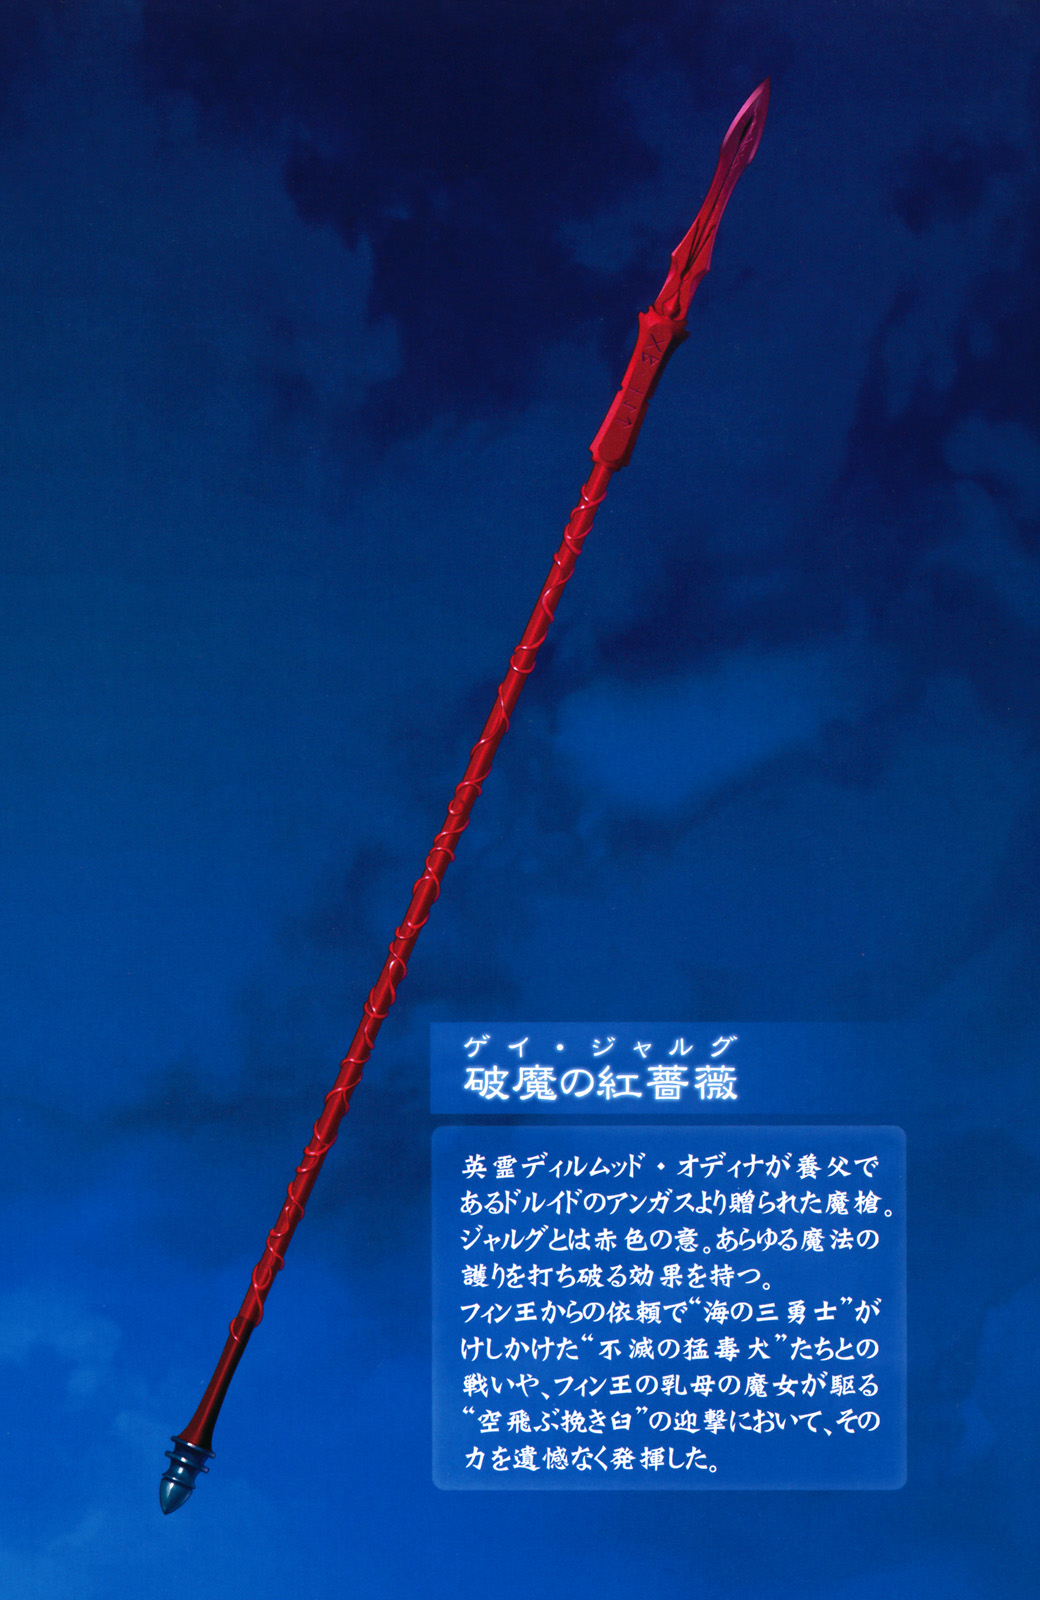 ゲイ・ジャルグ
破魔の紅薔薇
英霊ディルムッド・オディナが養父で
あるドルイドのアンガスより贈られた魔槍。
ジャルグとは赤色の意。あらゆる魔法の
護りを打ち破る効果を持つ。
フィン王からの依頼で“海の三勇士”が
けしかけた“不滅の猛毒犬”たちとの
戦いや、フィン王の乳母の魔女が駆る
“空飛ぶ挽き臼”の迎撃において、その
力を遺憾なく発揮した。